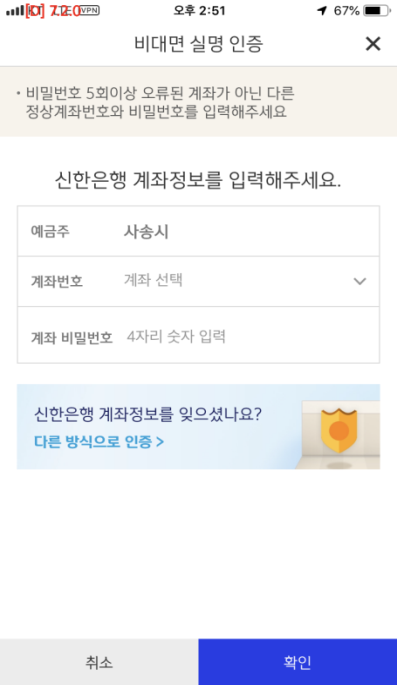 VPN 오후 2:51 67%
비대면 실명 인증
• 비밀번호 5회이상 오류된 계좌가 아닌 다른
정상계좌번호와 비밀번호를 입력해주세요
신한은행 계좌정보를 입력해주세요.
예금주 사송시
계좌번호 계좌 선택
계좌 비밀번호 4자리 숫자 입력
신한은행 계좌정보를 잊으셨나요?
다른 방식으로 인증 >
취소 확인